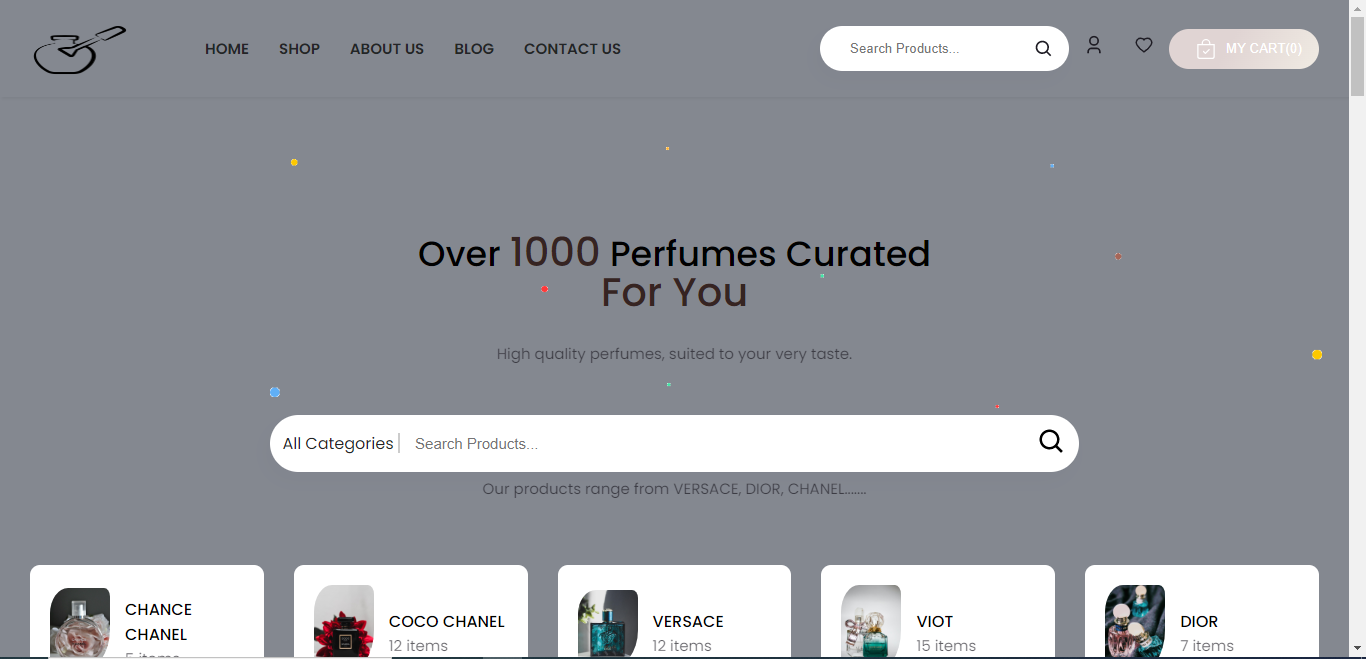 HOME SHOP ABOUT US BLOG CONTACT US Search Products... MY CART(0)
Over 1000 Perfumes Curated
For You
High quality perfumes, suited to your very taste.
All Categories Search Products...
Our products range from VERSACE, DIOR, CHANEL.......
CHANCE
CHANEL
5 items
COCO CHANEL
12 items
VERSACE
12 items
VIOT
15 items
DIOR
7 items